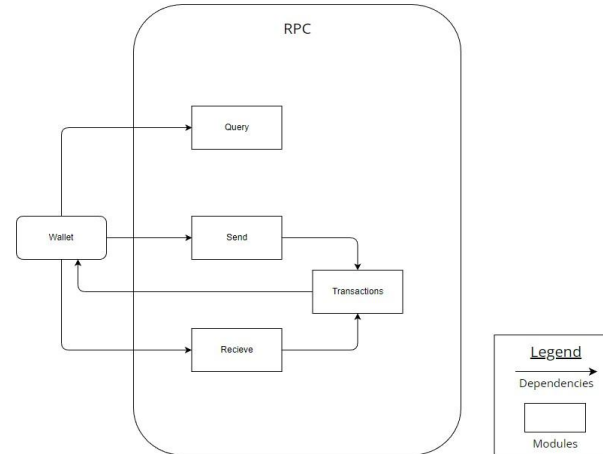 RPC
Query
Wallet
Send
Transactions
Recieve
Legend
Dependencies
Modules